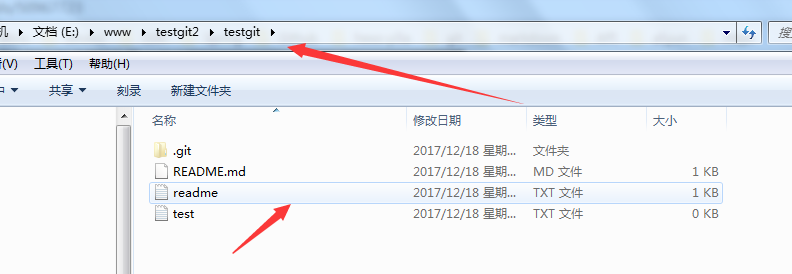 机 ▸ 文档 (E:) ▸ www ▸ testgit2 ▸ testgit ▸
(V) 工具(T) 帮助(H)
共享 刻录 新建文件夹
名称 修改日期 类型 大小
.git 2017/12/18 星期... 文件夹
README.md 2017/12/18 星期... MD 文件 1 KB
readme 2017/12/18 星期... TXT 文件 1 KB
test 2017/12/18 星期... TXT 文件 0 KB